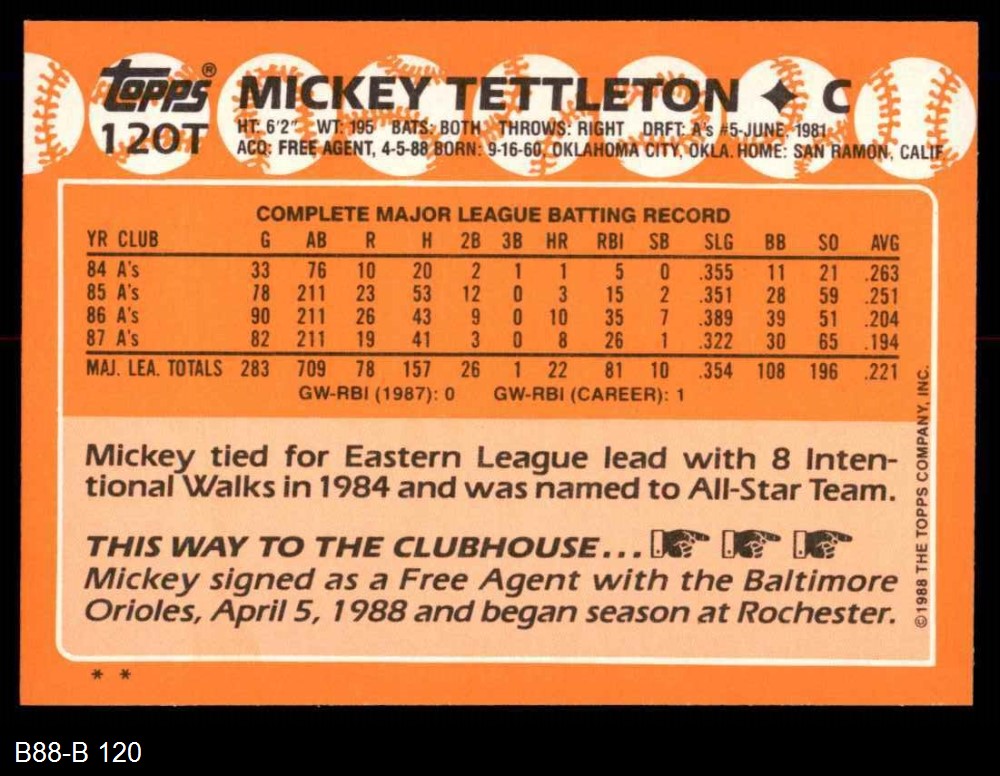 topps® MICKEY TETTLETON ✦ C
120T HT: 6'2" WT: 195 BATS: BOTH THROWS: RIGHT DRFT: A's #5-JUNE, 1981
ACQ: FREE AGENT, 4-5-88 BORN: 9-16-60, OKLAHOMA CITY, OKLA. HOME: SAN RAMON, CALIF
COMPLETE MAJOR LEAGUE BATTING RECORD
YR CLUB G AB R H 2B 3B HR RBI SB SLG BB SO AVG
84 A's 33 76 10 20 2 1 1 5 0 .355 11 21 .263
85 A's 78 211 23 53 12 0 3 15 2 .351 28 59 .251
86 A's 90 211 26 43 9 0 10 35 7 .389 39 51 .204
87 A's 82 211 19 41 3 0 8 26 1 .322 30 65 .194
MAJ. LEA. TOTALS 283 709 78 157 26 1 22 81 10 .354 108 196 .221
GW-RBI (1987): 0 GW-RBI (CAREER): 1
Mickey tied for Eastern League lead with 8 Inten-
tional Walks in 1984 and was named to All-Star Team.
THIS WAY TO THE CLUBHOUSE...
Mickey signed as a Free Agent with the Baltimore
Orioles, April 5, 1988 and began season at Rochester.
©1988 THE TOPPS COMPANY, INC.
* *
B88-B 120